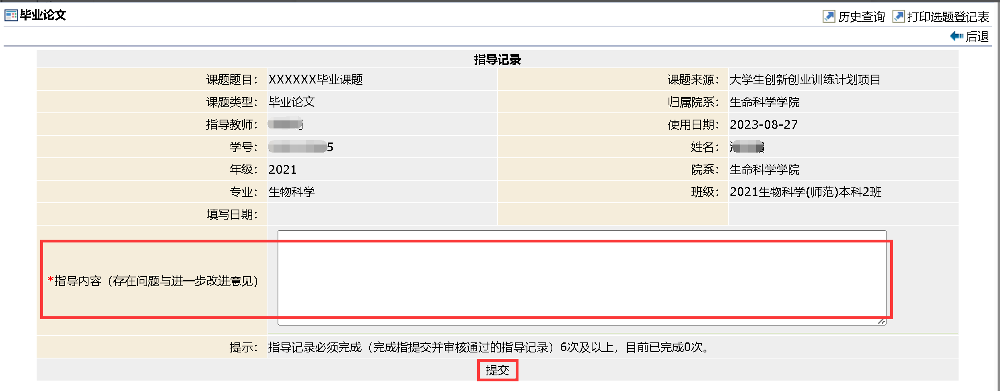 毕业论文
历史查询 打印选题登记表
后退
指导记录
课题题目： XXXXXX毕业课题 课题来源： 大学生创新创业训练计划项目
课题类型： 毕业论文 归属院系： 生命科学学院
指导教师： 使用日期： 2023-08-27
学号： 5 姓名：
年级： 2021 院系： 生命科学学院
专业： 生物科学 班级： 2021生物科学(师范)本科2班
填写日期：
*指导内容（存在问题与进一步改进意见）
提示： 指导记录必须完成（完成指提交并审核通过的指导记录）6次及以上，目前已完成0次。
提交